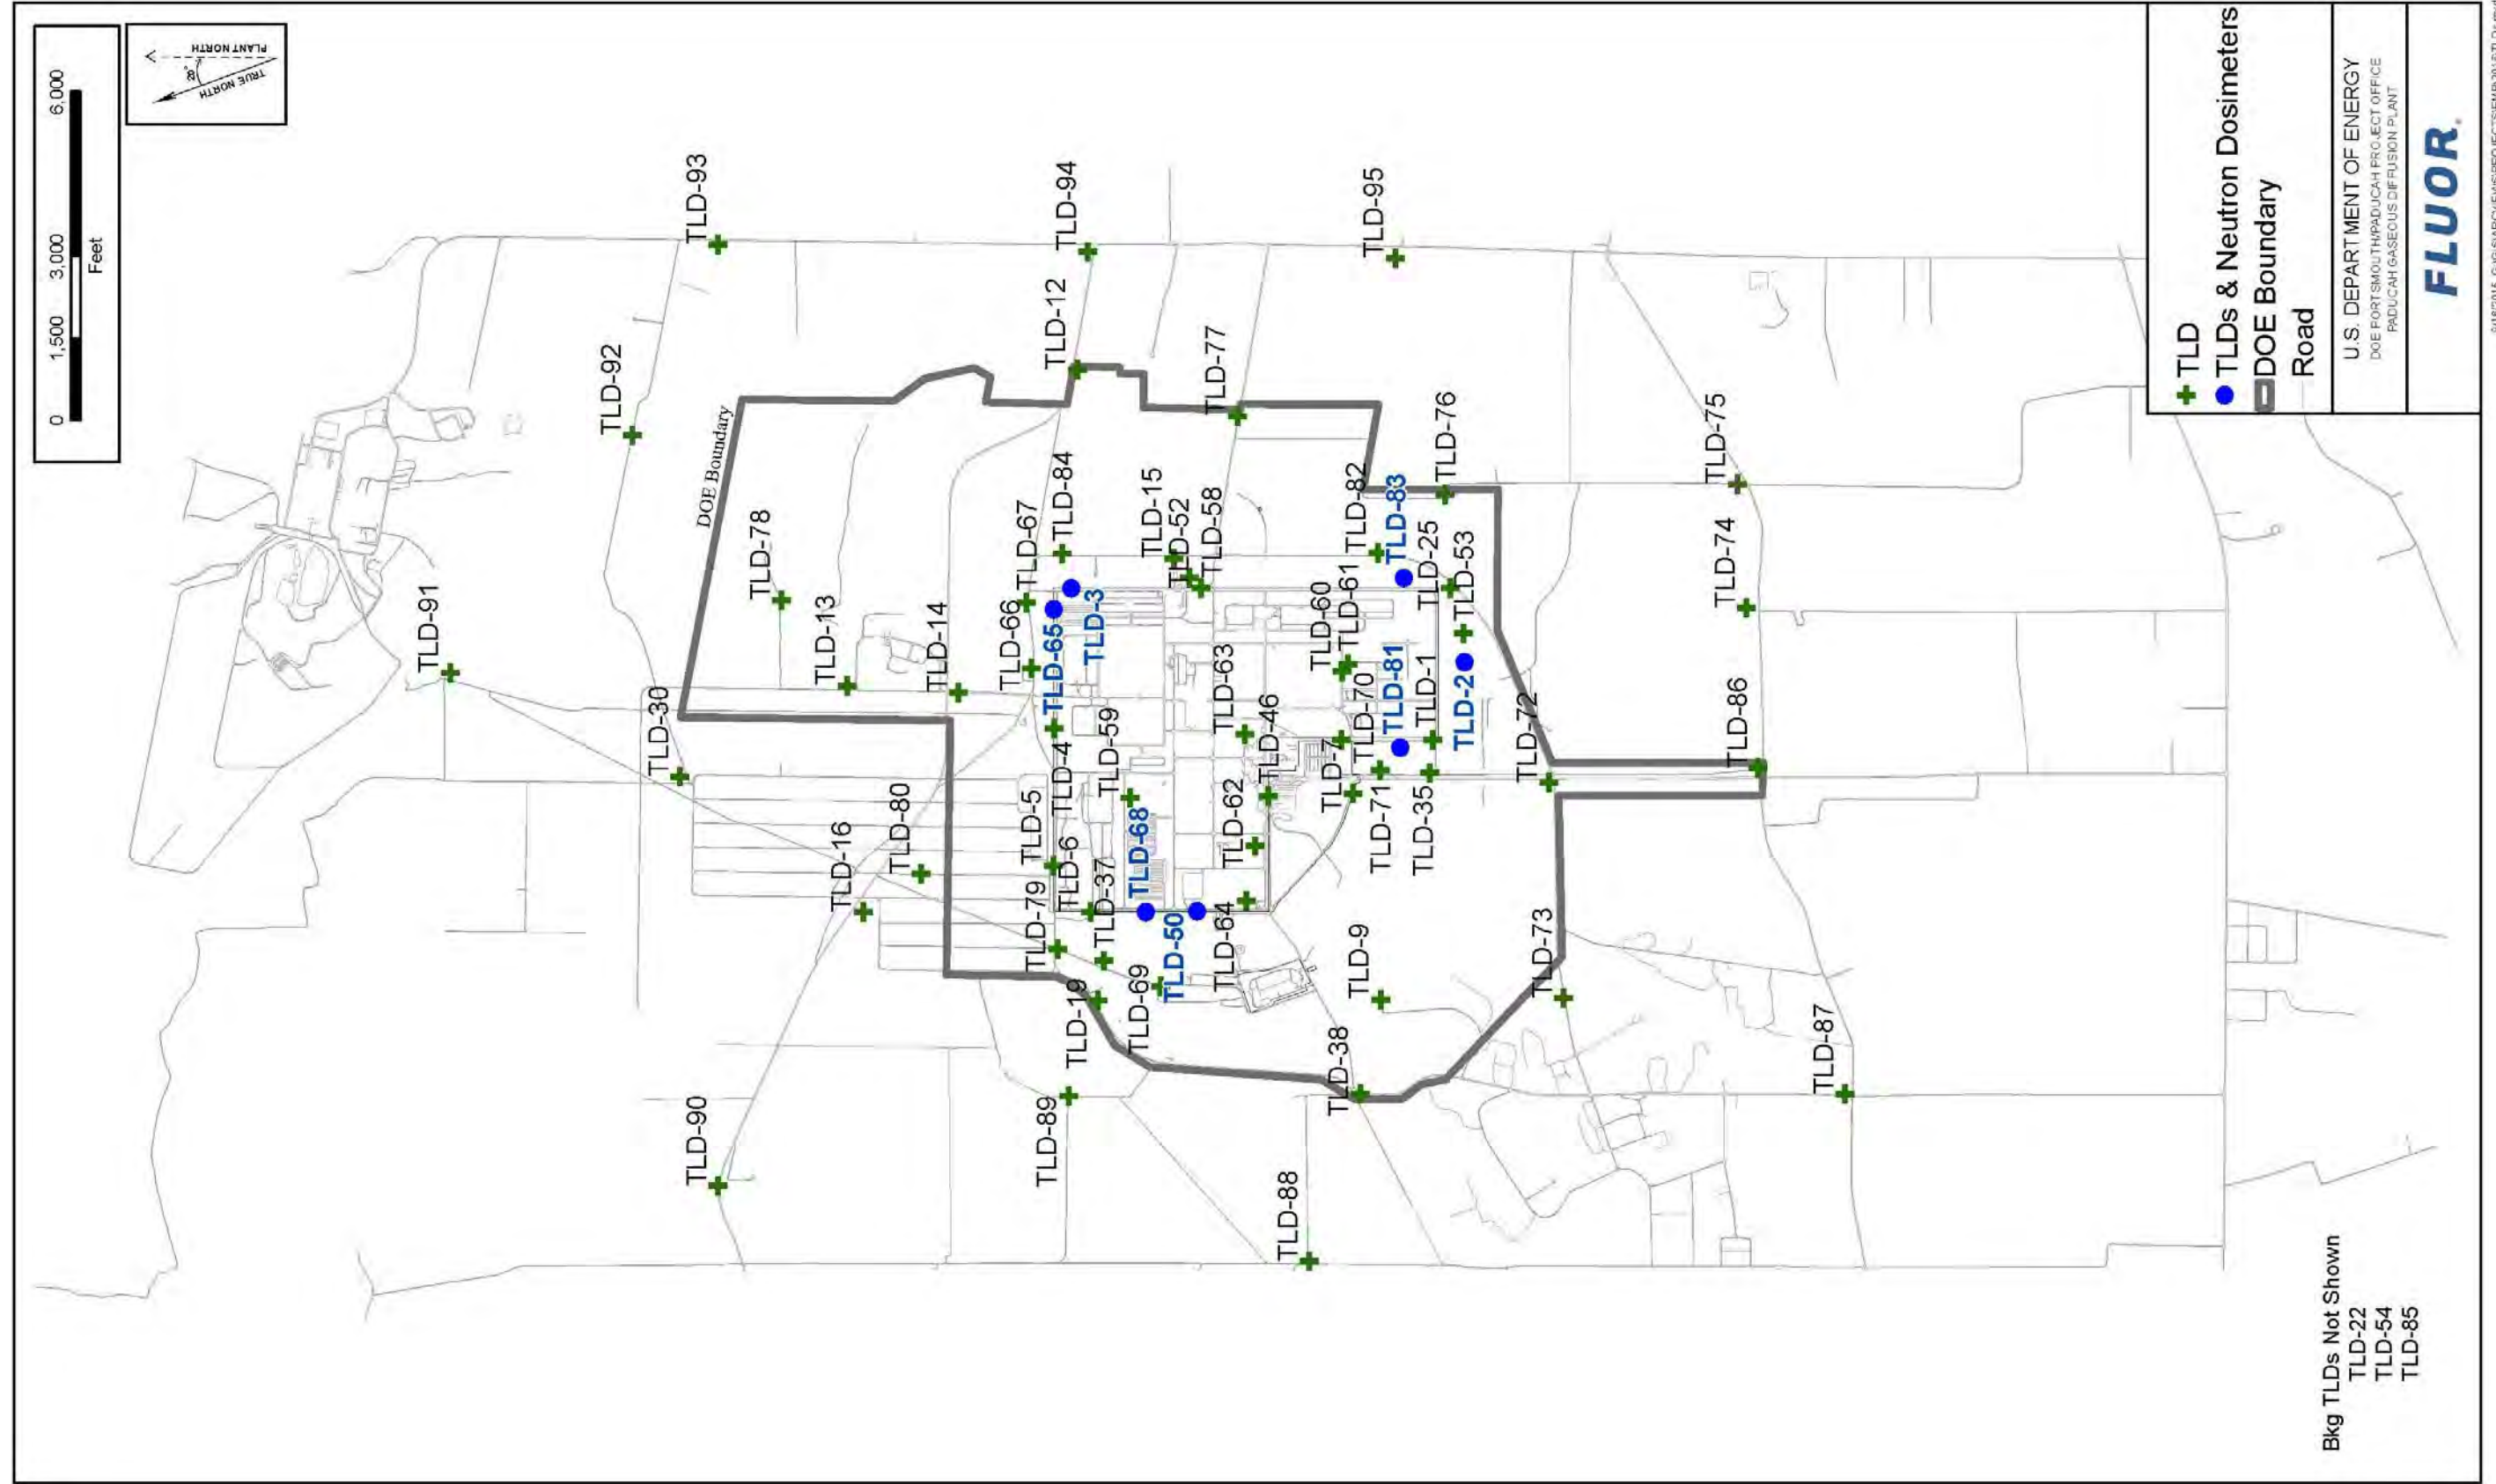 0 1,500 3,000 6,000
Feet
PLANT NORTH
20°
TRUE NORTH
TLD-93
TLD-94
TLD-95
TLD-92
TLD-12
TLD-77
DOE Boundary
TLD-76
TLD-75
TLD-84
TLD-15
TLD-52
TLD-58
TLD-82
TLD-83
TLD-78
TLD-67
TLD-25
TLD-53
TLD-74
TLD-91
TLD-13
TLD-14
TLD-66
TLD-65
TLD-3
TLD-60
TLD-61
TLD-63
TLD-81
TLD-1
TLD-2
TLD-70
TLD-72
TLD-86
TLD-30
TLD-4
TLD-59
TLD-46
TLD-7
TLD-16
TLD-80
TLD-5
TLD-6
TLD-68
TLD-62
TLD-71
TLD-35
TLD-79
TLD-37
TLD-50
TLD-64
TLD-9
TLD-73
TLD-19
TLD-69
TLD-38
TLD-87
TLD-90
TLD-89
TLD-88
Bkg TLDs Not Shown
TLD-22
TLD-54
TLD-85
TLD
TLDs & Neutron Dosimeters
DOE Boundary
Road
U.S. DEPARTMENT OF ENERGY
DOE PORTSMOUTH/PADUCAH PROJECT OFFICE
PADUCAH GASEOUS DIFFUSION PLANT
FLUOR®